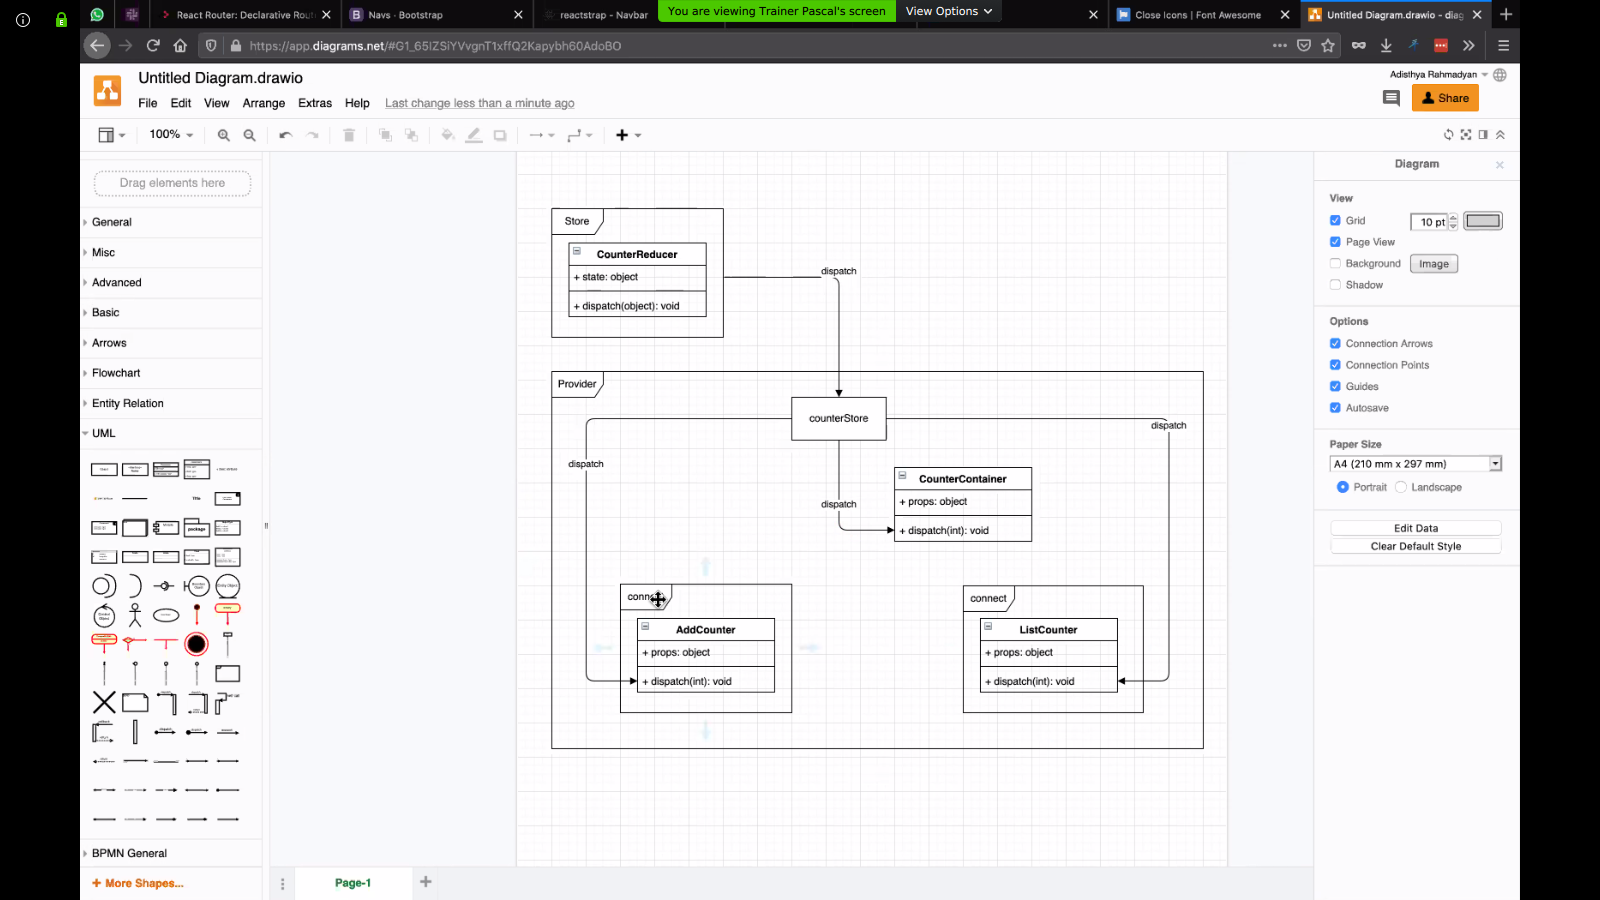 React Router: Declarative Rout
Navs · Bootstrap
reactstrap - Navbar
You are viewing Trainer Pascal's screen
View Options
Close Icons | Font Awesome
Untitled Diagram.drawio - diag
https://app.diagrams.net/#G1_65IZSiYVvgnT1xffQ2Kapybh60AdoBO
Untitled Diagram.drawio
Adisthya Rahmadyan
File
Edit
View
Arrange
Extras
Help
Last change less than a minute ago
Share
100%
Drag elements here
General
Misc
Advanced
Basic
Arrows
Flowchart
Entity Relation
UML
Title
package
BPMN General
+ More Shapes...
Store
CounterReducer
+ state: object
+ dispatch(object): void
dispatch
Provider
counterStore
dispatch
dispatch
dispatch
CounterContainer
+ props: object
+ dispatch(int): void
conn
AddCounter
+ props: object
+ dispatch(int): void
connect
ListCounter
+ props: object
+ dispatch(int): void
Page-1
Diagram
View
Grid
10 pt
Page View
Background
Image
Shadow
Options
Connection Arrows
Connection Points
Guides
Autosave
Paper Size
A4 (210 mm x 297 mm)
Portrait
Landscape
Edit Data
Clear Default Style